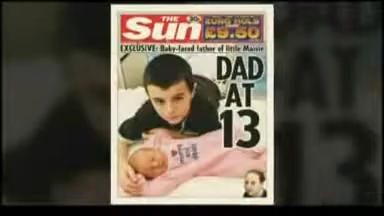 THE
Sun
£9.50
EXCLUSIVE: Baby-faced father of little Maisie
DAD
AT
13